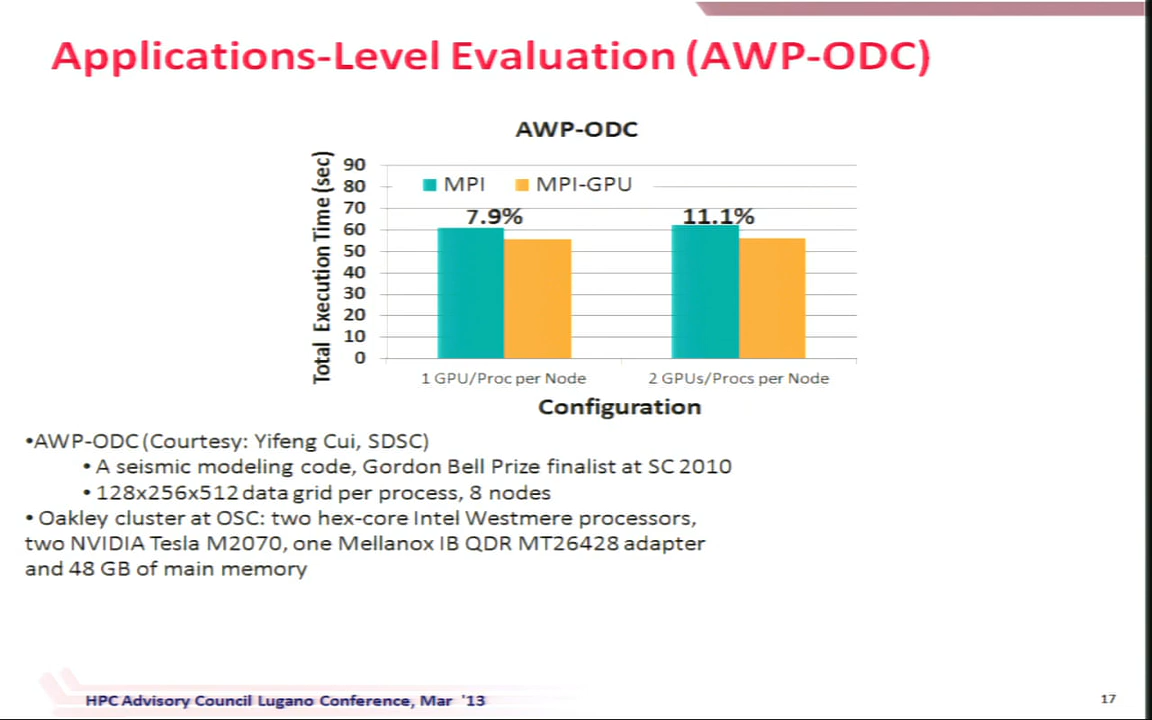 Applications-Level Evaluation (AWP-ODC)
AWP-ODC
Total Execution Time (sec)
90
80
70
60
50
40
30
20
10
0
MPI
MPI-GPU
7.9%
11.1%
1 GPU/Proc per Node
2 GPUs/Procs per Node
Configuration
•AWP-ODC (Courtesy: Yifeng Cui, SDSC)
• A seismic modeling code, Gordon Bell Prize finalist at SC 2010
• 128x256x512 data grid per process, 8 nodes
• Oakley cluster at OSC: two hex-core Intel Westmere processors,
two NVIDIA Tesla M2070, one Mellanox IB QDR MT26428 adapter
and 48 GB of main memory
HPC Advisory Council Lugano Conference, Mar '13
17